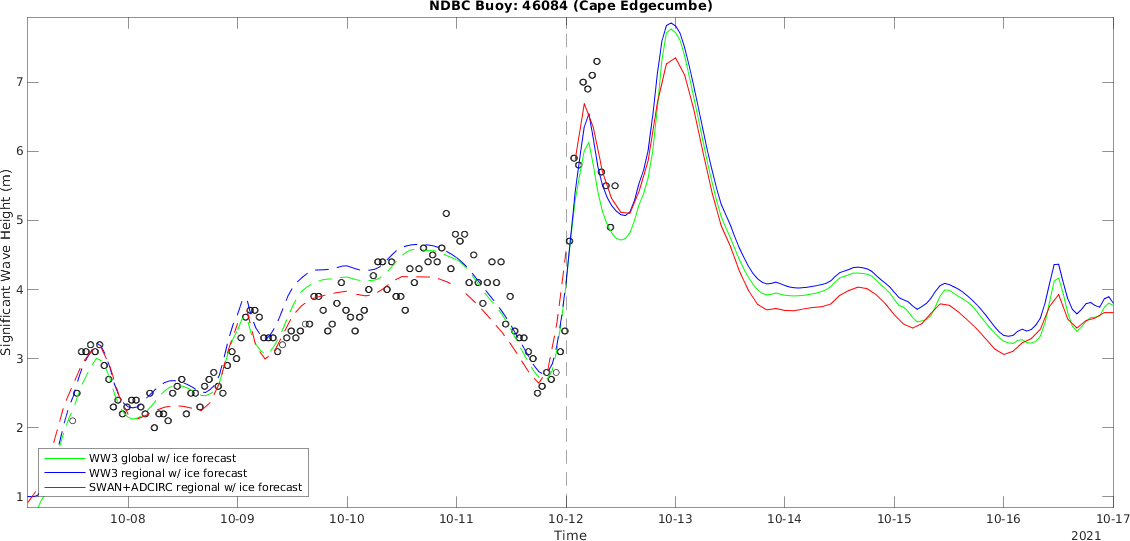 NDBC Buoy: 46084 (Cape Edgecumbe)
Significant Wave Height (m)
7
6
5
4
3
2
1
WW3 global w/ ice forecast
WW3 regional w/ ice forecast
SWAN+ADCIRC regional w/ ice forecast
10-08 10-09 10-10 10-11 10-12 10-13 10-14 10-15 10-16 10-17
Time
2021